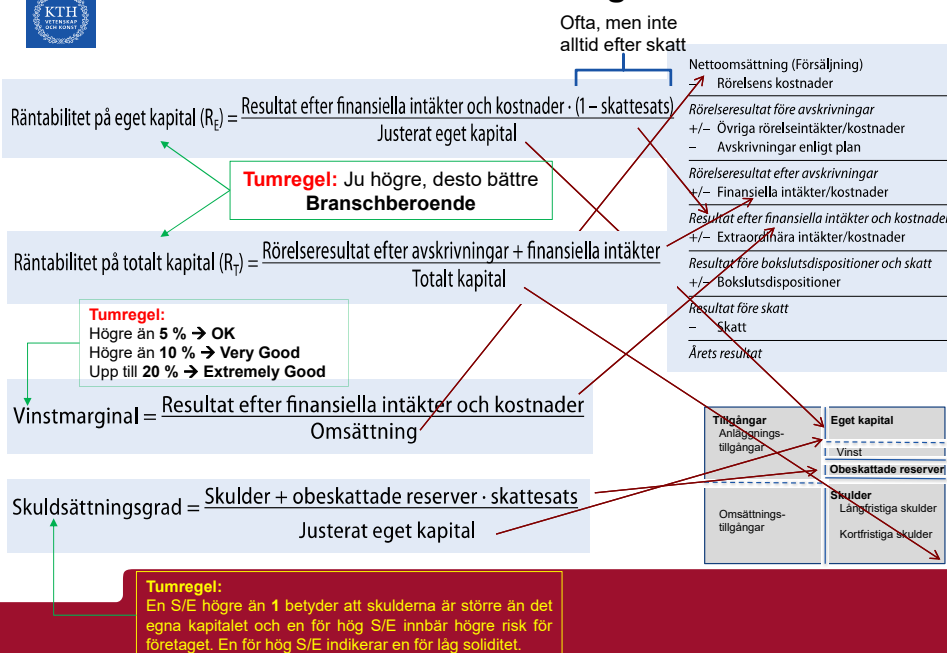 KTH
VETENSKAP
OCH KONST
Ofta, men inte
alltid efter skatt
Räntabilitet på eget kapital (R_E) = Resultat efter finansiella intäkter och kostnader · (1 – skattesats)
Justerat eget kapital
Tumregel: Ju högre, desto bättre
Branschberoende
Räntabilitet på totalt kapital (R_T) = Rörelseresultat efter avskrivningar + finansiella intäkter
Totalt kapital
Tumregel:
Högre än 5 % → OK
Högre än 10 % → Very Good
Upp till 20 % → Extremely Good
Vinstmarginal = Resultat efter finansiella intäkter och kostnader
Omsättning
Skuldsättningsgrad = Skulder + obeskattade reserver · skattesats
Justerat eget kapital
Tumregel:
En S/E högre än 1 betyder att skulderna är större än det
egna kapitalet och en för hög S/E innbär högre risk för
företaget. En för hög S/E indikerar en för låg soliditet.
Nettoomsättning (Försäljning)
– Rörelsens kostnader
Rörelseresultat före avskrivningar
+/– Övriga rörelseintäkter/kostnader
– Avskrivningar enligt plan
Rörelseresultat efter avskrivningar
+/– Finansiella intäkter/kostnader
Resultat efter finansiella intäkter och kostnader
+/– Extraordinära intäkter/kostnader
Resultat före bokslutsdispositioner och skatt
+/– Bokslutsdispositioner
Resultat före skatt
– Skatt
Årets resultat
Tillgångar
Anläggnings-
tillgångar
Omsättnings-
tillgångar
Eget kapital
Vinst
Obeskattade reserver
Skulder
Långfristiga skulder
Kortfristiga skulder